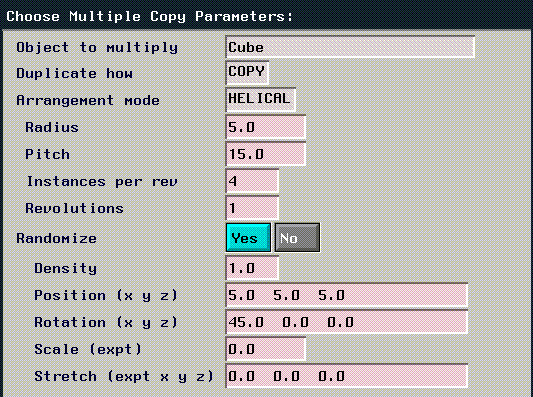 Choose Multiple Copy Parameters:
Object to multiply Cube
Duplicate how COPY
Arrangement mode HELICAL
Radius 5.0
Pitch 15.0
Instances per rev 4
Revolutions 1
Randomize Yes No
Density 1.0
Position (x y z) 5.0 5.0 5.0
Rotation (x y z) 45.0 0.0 0.0
Scale (expt) 0.0
Stretch (expt x y z) 0.0 0.0 0.0